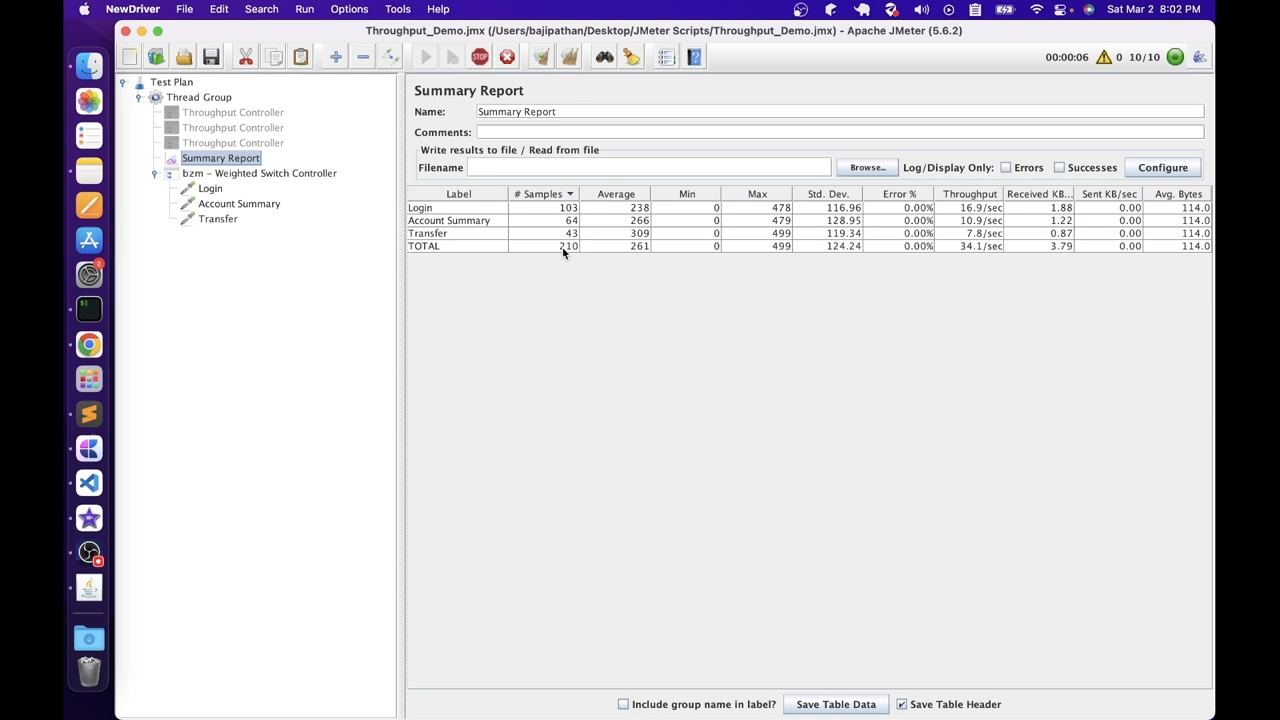 NewDriver File Edit Search Run Options Tools Help Sat Mar 2 8:02 PM
Throughput_Demo.jmx (/Users/bajipathan/Desktop/JMeter Scripts/Throughput_Demo.jmx) - Apache JMeter (5.6.2)
STOP 00:00:06 0 10/10
Test Plan
Thread Group
Throughput Controller
Throughput Controller
Throughput Controller
Summary Report
bzm – Weighted Switch Controller
Login
Account Summary
Transfer
2
Summary Report
Name: Summary Report
Comments:
Write results to file / Read from file
Filename Browse... Log/Display Only: Errors Successes Configure
Label # Samples Average Min Max Std. Dev. Error % Throughput Received KB... Sent KB/sec Avg. Bytes
Login 103 238 0 478 116.96 0.00% 16.9/sec 1.88 0.00 114.0
Account Summary 64 266 0 479 128.95 0.00% 10.9/sec 1.22 0.00 114.0
Transfer 43 309 0 499 119.34 0.00% 7.8/sec 0.87 0.00 114.0
TOTAL 210 261 0 499 124.24 0.00% 34.1/sec 3.79 0.00 114.0
Include group name in label? Save Table Data Save Table Header